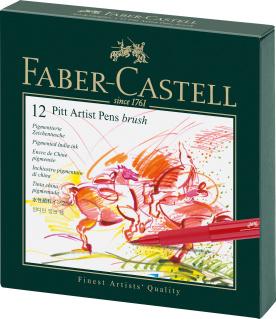 FABER-CASTELL
since 1761
12 Pitt Artist Pens brush
Pigmentierte
Zeichentusche
Pigmented India ink
Encre de Chine
pigmentée
Inchiostro pigmentato
di china
Tinta china
pigmentada
Finest Artists' Quality